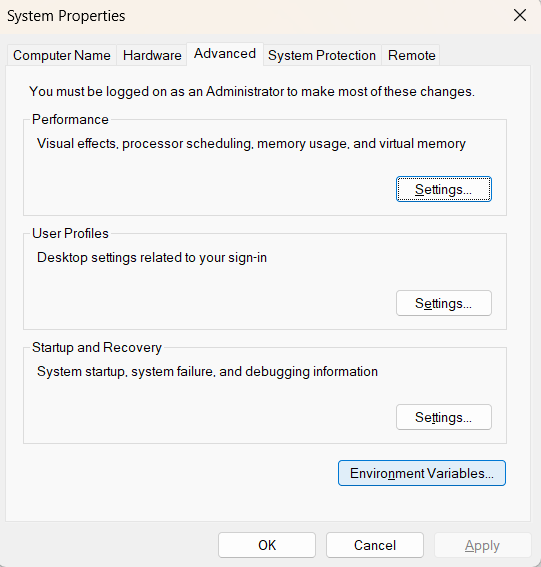 System Properties
Computer Name Hardware Advanced System Protection Remote
You must be logged on as an Administrator to make most of these changes.
Performance
Visual effects, processor scheduling, memory usage, and virtual memory
Settings...
User Profiles
Desktop settings related to your sign-in
Settings...
Startup and Recovery
System startup, system failure, and debugging information
Settings...
Environment Variables...
OK Cancel Apply